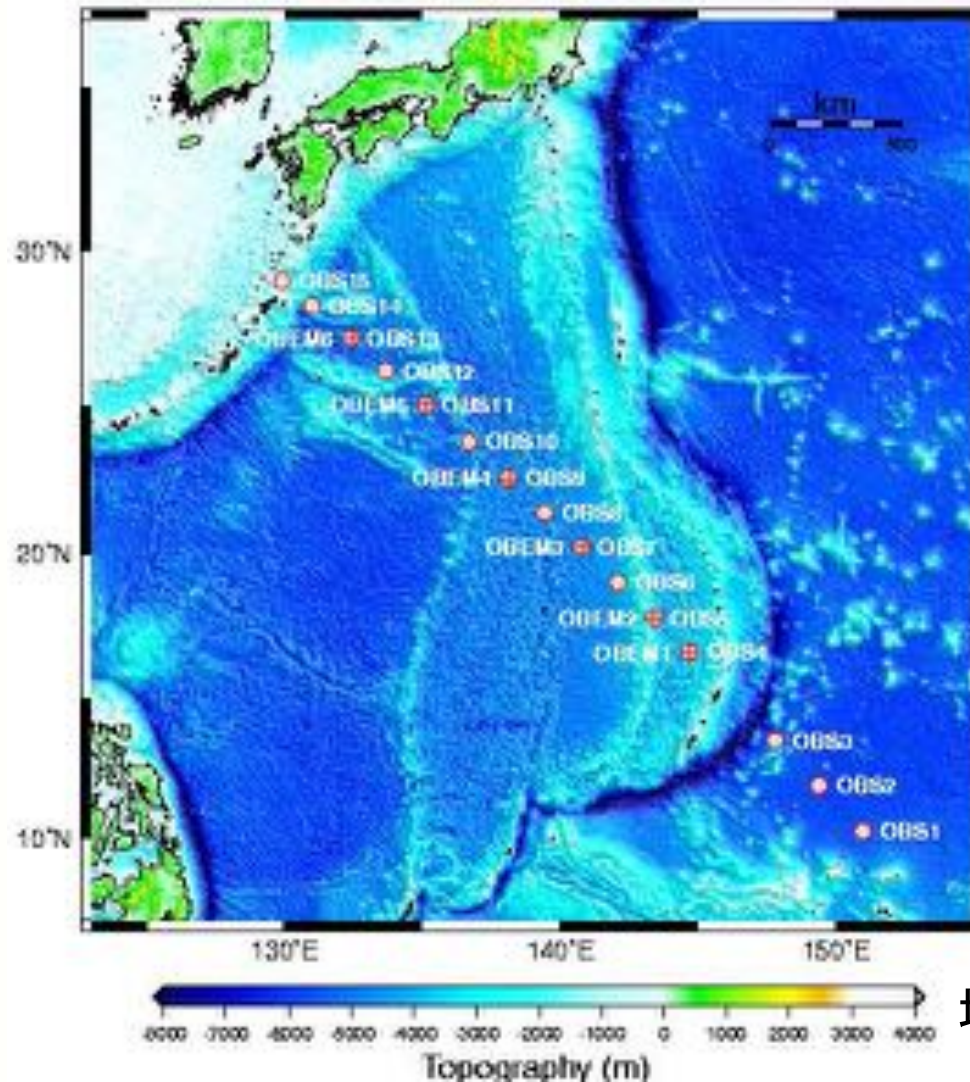 km
0
30°N
OBS15
OBS14
OBEM6 OBS13
OBS12
OBEM5 OBS11
OBS10
OBEM4 OBS9
OBS8
20°N
OBEM3 OBS7
OBS6
OBEM2 OBS5
OBEM1 OBS4
OBS3
OBS2
10°N
OBS1
130°E 140°E 150°E
-8000 -7000 -6000 -5000 -4000 -3000 -2000 -1000 0 1000 2000 3000 4000
Topography (m)